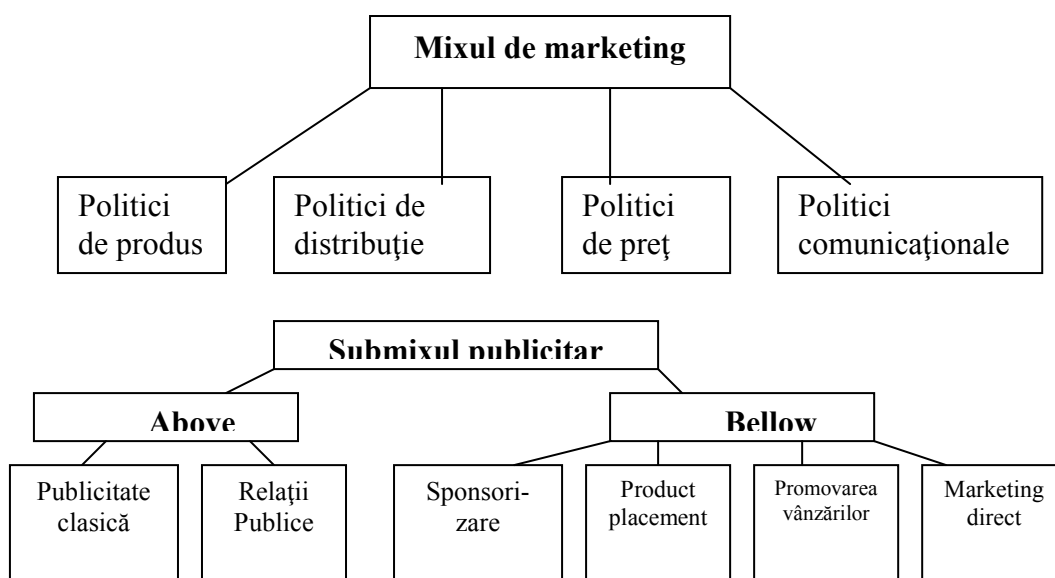 Mixul de marketing
Politici
de produs
Politici de
distribuţie
Politici
de preţ
Politici
comunicaţionale
Submixul publicitar
Above
Bellow
Publicitate
clasică
Relaţii
Publice
Sponsori-
zare
Product
placement
Promovarea
vânzărilor
Marketing
direct